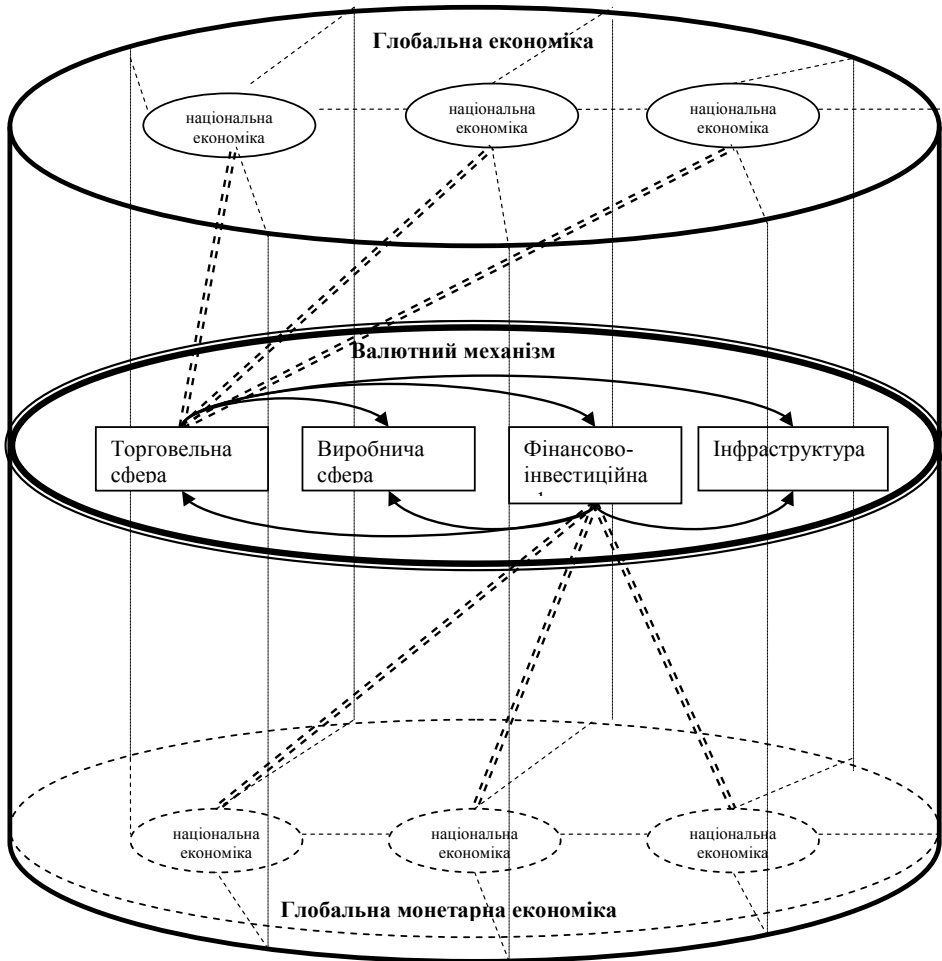 Глобальна економіка
національна
економіка
національна
економіка
національна
економіка
Валютний механізм
Торговельна
сфера
Виробнича
сфера
Фінансово-
інвестиційна
Інфраструктура
національна
економіка
національна
економіка
національна
економіка
Глобальна монетарна економіка